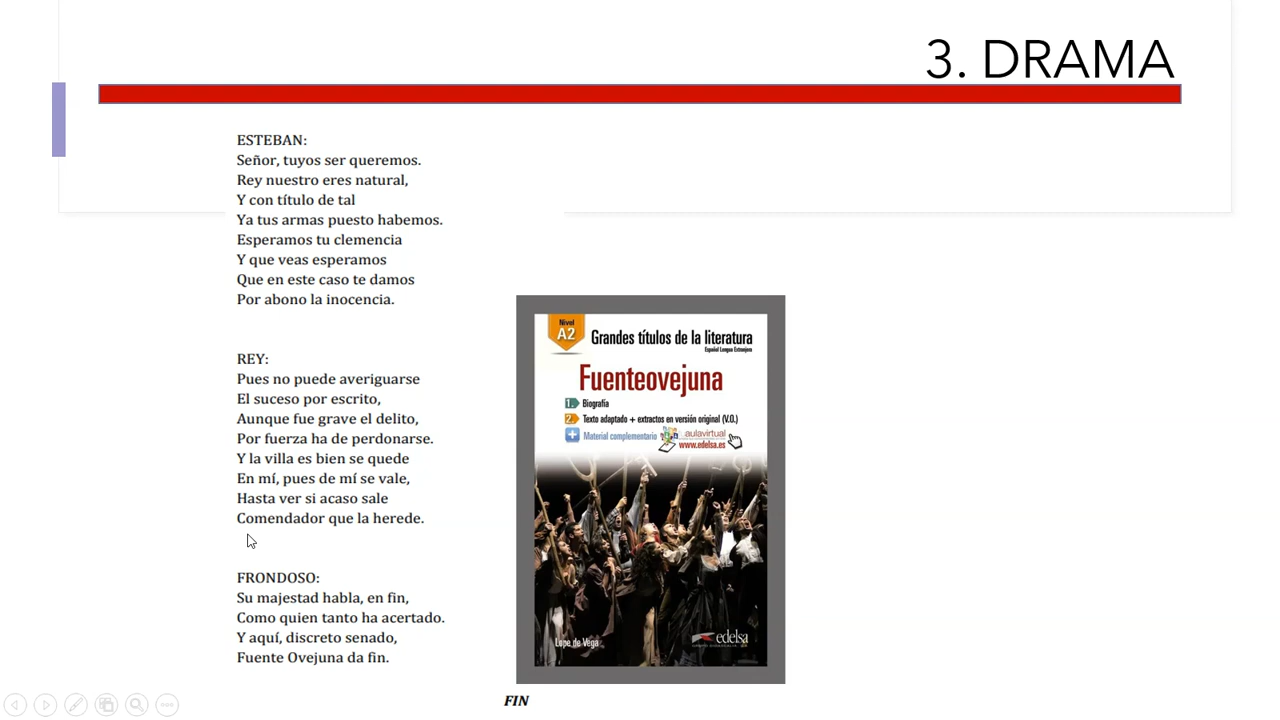 3. DRAMA
ESTEBAN:
Señor, tuyos ser queremos.
Rey nuestro eres natural,
Y con título de tal
Ya tus armas puesto habemos.
Esperamos tu clemencia
Y que veas esperamos
Que en este caso te damos
Por abono la inocencia.
REY:
Pues no puede averiguarse
El suceso por escrito,
Aunque fue grave el delito,
Por fuerza ha de perdonarse.
Y la villa es bien se quede
En mí, pues de mí se vale,
Hasta ver si acaso sale
Comendador que la herede.
FRONDOSO:
Su majestad habla, en fin,
Como quien tanto ha acertado.
Y aquí, discreto senado,
Fuente Ovejuna da fin.
Nivel
A2
Grandes títulos de la literatura
Español Lengua Extranjera
Fuenteovejuna
1. Biografía
2. Texto adaptado + extractos en versión original (V.O.)
+ Material complementario
aulavirtual
www.edelsa.es
Lope de Vega
edelsa
FIN